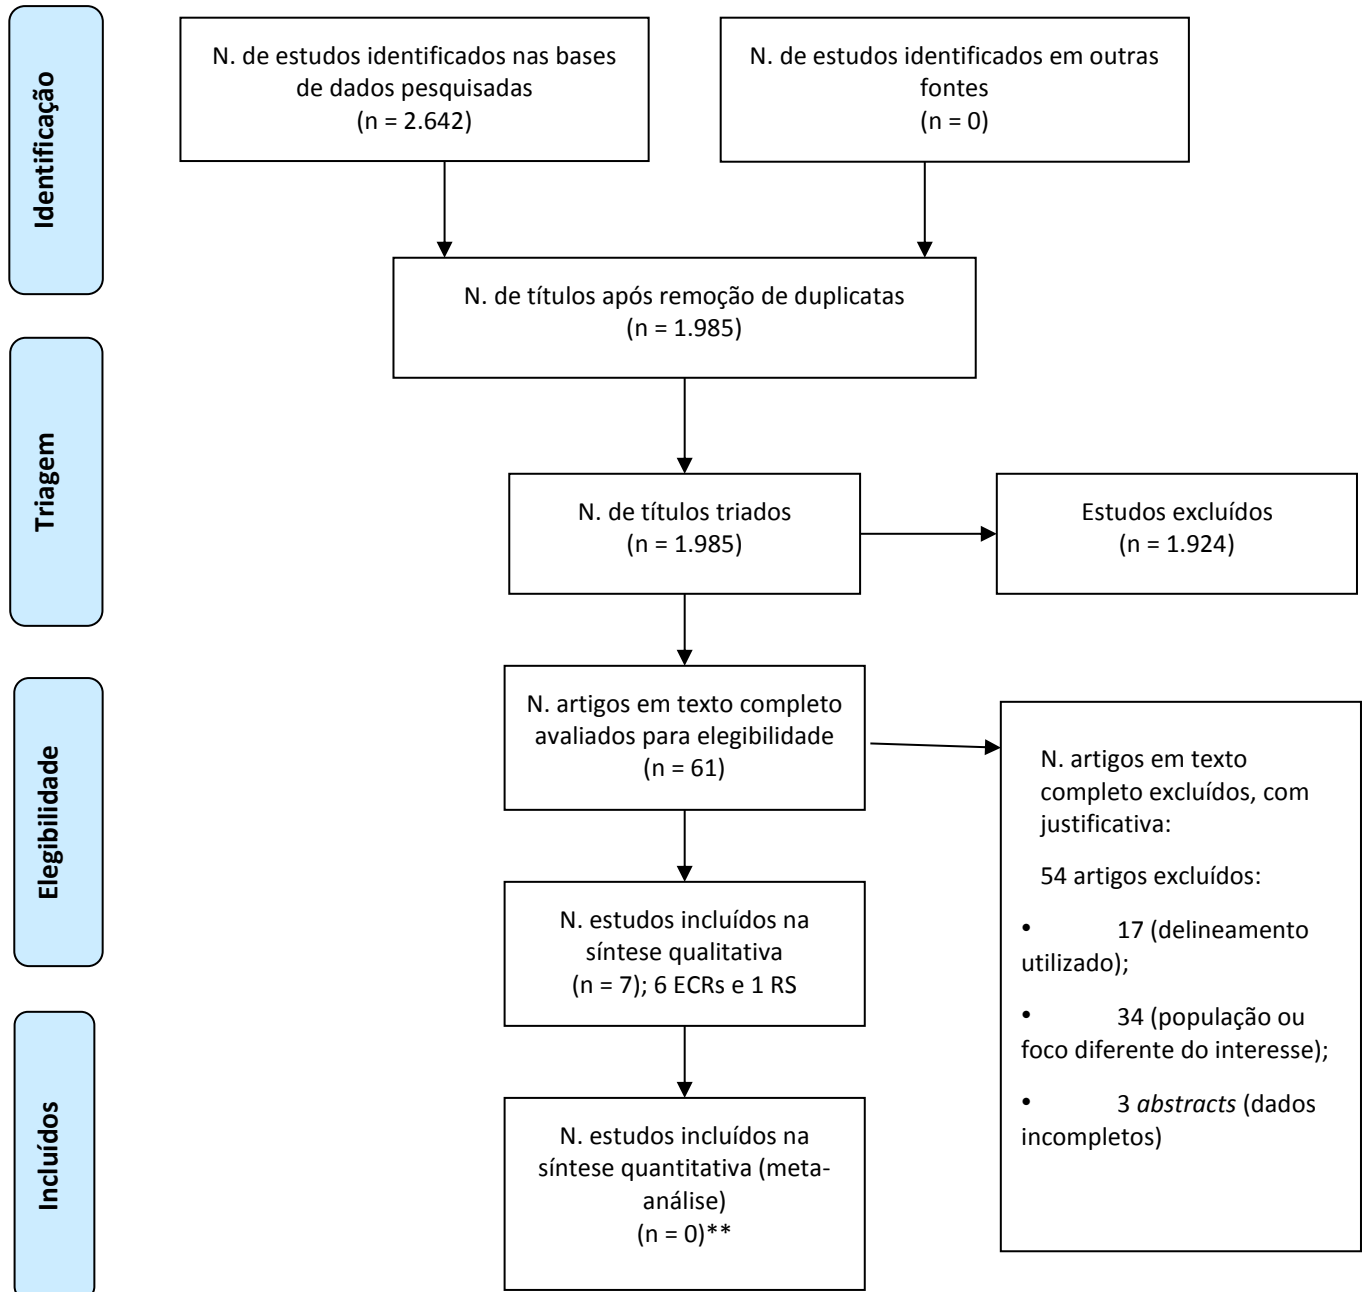 Identificação
N. de estudos identificados nas bases
de dados pesquisadas
(n = 2.642)
N. de estudos identificados em outras
fontes
(n = 0)
N. de títulos após remoção de duplicatas
(n = 1.985)
Triagem
N. de títulos triados
(n = 1.985)
Estudos excluídos
(n = 1.924)
Elegibilidade
N. artigos em texto completo
avaliados para elegibilidade
(n = 61)
N. artigos em texto
completo excluídos, com
justificativa:
54 artigos excluídos:
• 17 (delineamento
utilizado);
• 34 (população ou
foco diferente do interesse);
• 3 abstracts (dados
incompletos)
N. estudos incluídos na
síntese qualitativa
(n = 7); 6 ECRs e 1 RS
Incluídos
N. estudos incluídos na
síntese quantitativa (meta-
análise)
(n = 0)**